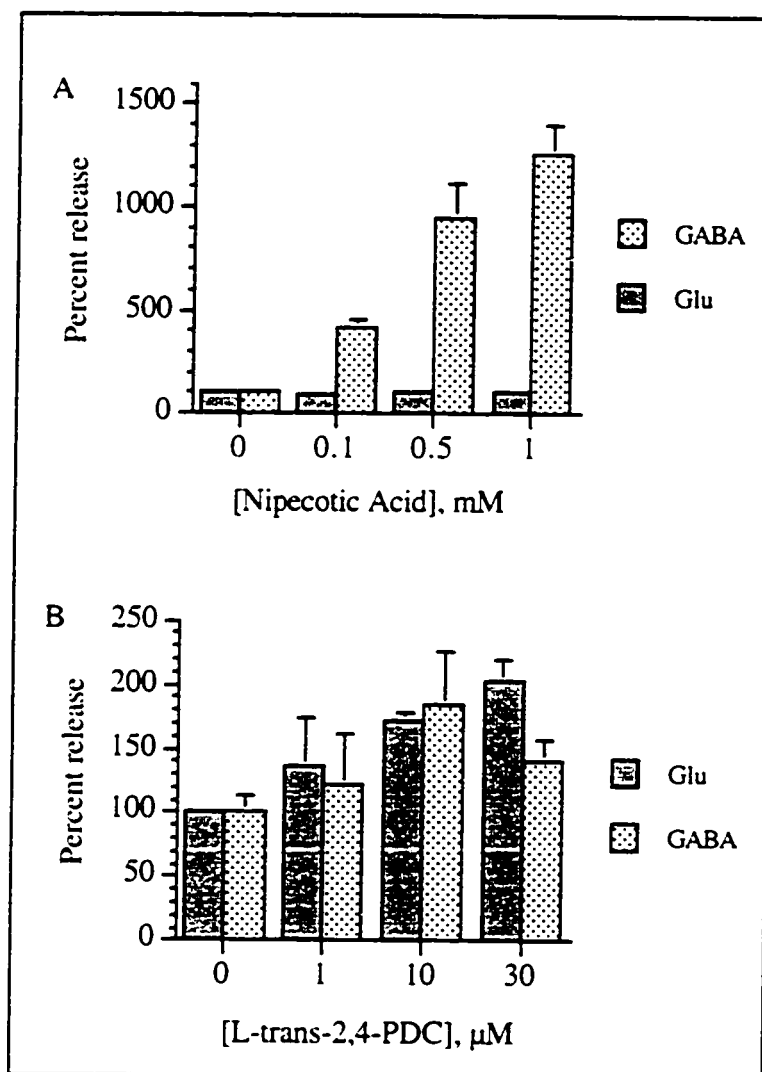 A
Percent release
1500
1000
500
0
0 0.1 0.5 1
[Nipecotic Acid], mM
GABA
Glu
B
Percent release
250
200
150
100
50
0
0 1 10 30
[L-trans-2,4-PDC], µM
Glu
GABA